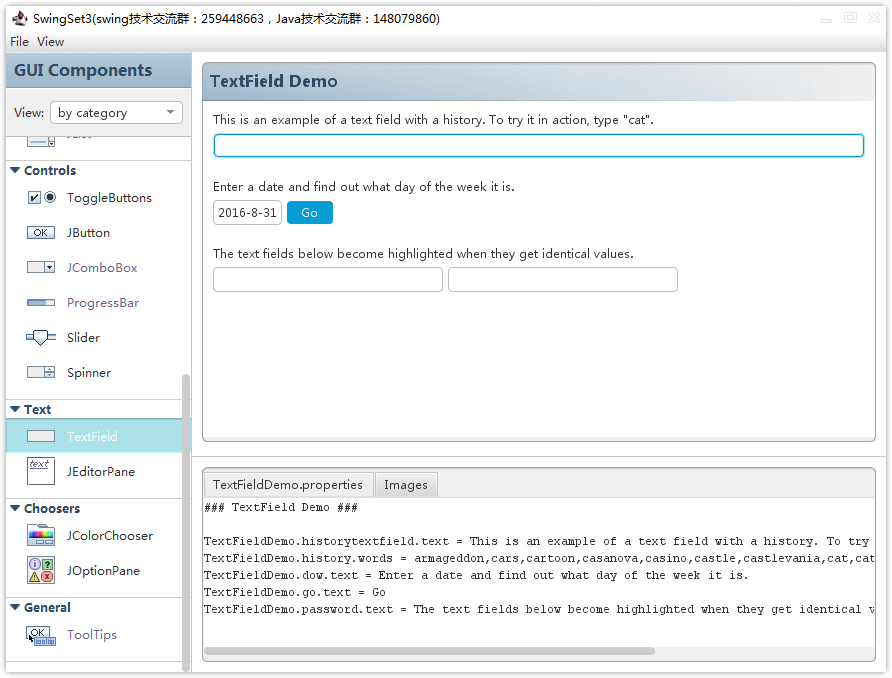 SwingSet3(swing技术交流群：259448663，Java技术交流群：148079860)
File View
GUI Components
View: by category
Controls
ToggleButtons
OK JButton
JComboBox
ProgressBar
Slider
Spinner
Text
TextField
text JEditorPane
Choosers
JColorChooser
JOptionPane
General
OK tooltip ToolTips
TextField Demo
This is an example of a text field with a history. To try it in action, type "cat".
Enter a date and find out what day of the week it is.
2016-8-31 Go
The text fields below become highlighted when they get identical values.
TextFieldDemo.properties Images
### TextField Demo ###
TextFieldDemo.historytextfield.text = This is an example of a text field with a history. To try
TextFieldDemo.history.words = armageddon,cars,cartoon,casanova,casino,castle,castlevania,cat,cat
TextFieldDemo.dow.text = Enter a date and find out what day of the week it is.
TextFieldDemo.go.text = Go
TextFieldDemo.password.text = The text fields below become highlighted when they get identical v